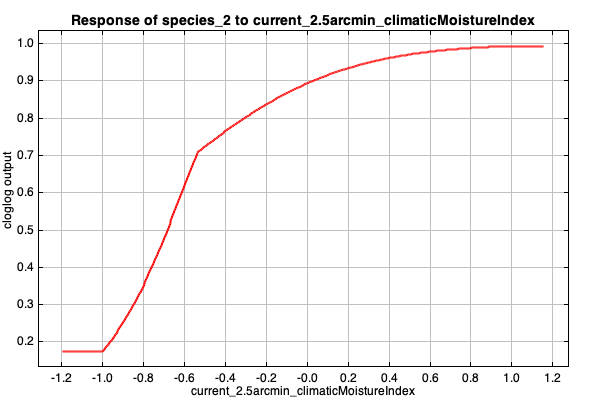 Response of species_2 to current_2.5arcmin_climaticMoistureIndex
1.0
0.9
0.8
0.7
0.6
0.5
0.4
0.3
0.2
cloglog output
-1.2 -1.0 -0.8 -0.6 -0.4 -0.2 -0.0 0.2 0.4 0.6 0.8 1.0 1.2
current_2.5arcmin_climaticMoistureIndex